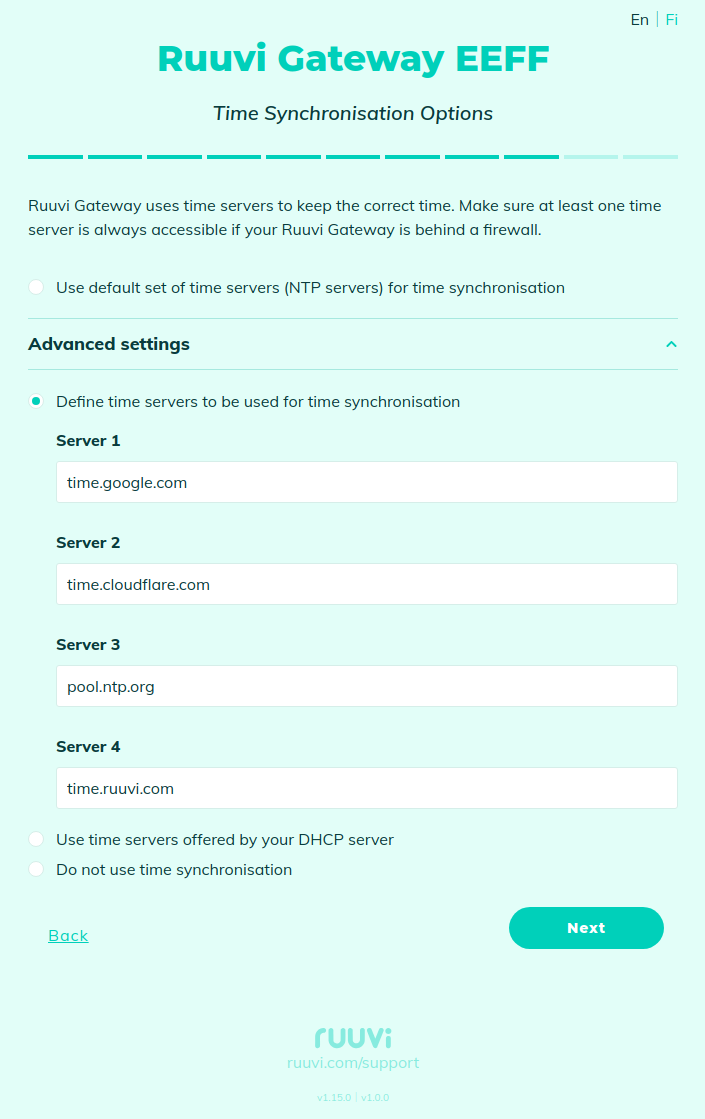 En | Fi
Ruuvi Gateway EEFF
Time Synchronisation Options
Ruuvi Gateway uses time servers to keep the correct time. Make sure at least one time
server is always accessible if your Ruuvi Gateway is behind a firewall.
Use default set of time servers (NTP servers) for time synchronisation
Advanced settings
Define time servers to be used for time synchronisation
Server 1
time.google.com
Server 2
time.cloudflare.com
Server 3
pool.ntp.org
Server 4
time.ruuvi.com
Use time servers offered by your DHCP server
Do not use time synchronisation
Back
Next
ruuvi
ruuvi.com/support
v1.15.0 | v1.0.0